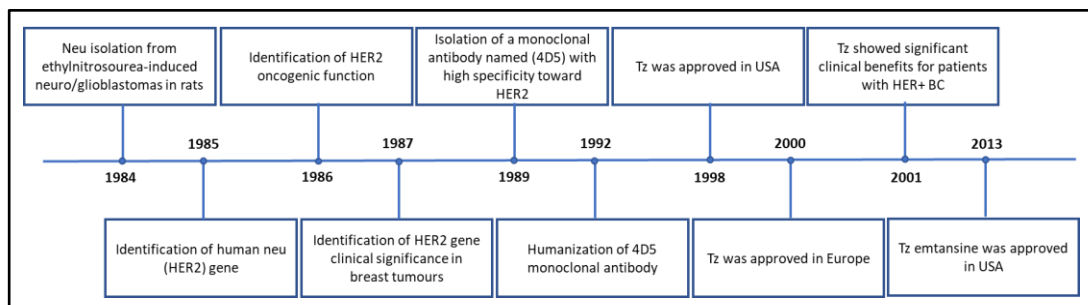 Neu isolation from
ethylnitrosourea-induced
neuro/glioblastomas in rats
Identification of HER2
oncogenic function
Isolation of a monoclonal
antibody named (4D5) with
high specificity toward
HER2
Tz was approved in USA
Tz showed significant
clinical benefits for patients
with HER+ BC
1985
1987
1992
2000
2013
1984
1986
1989
1998
2001
Identification of human neu
(HER2) gene
Identification of HER2 gene
clinical significance in
breast tumours
Humanization of 4D5
monoclonal antibody
Tz was approved in Europe
Tz emtansine was approved
in USA